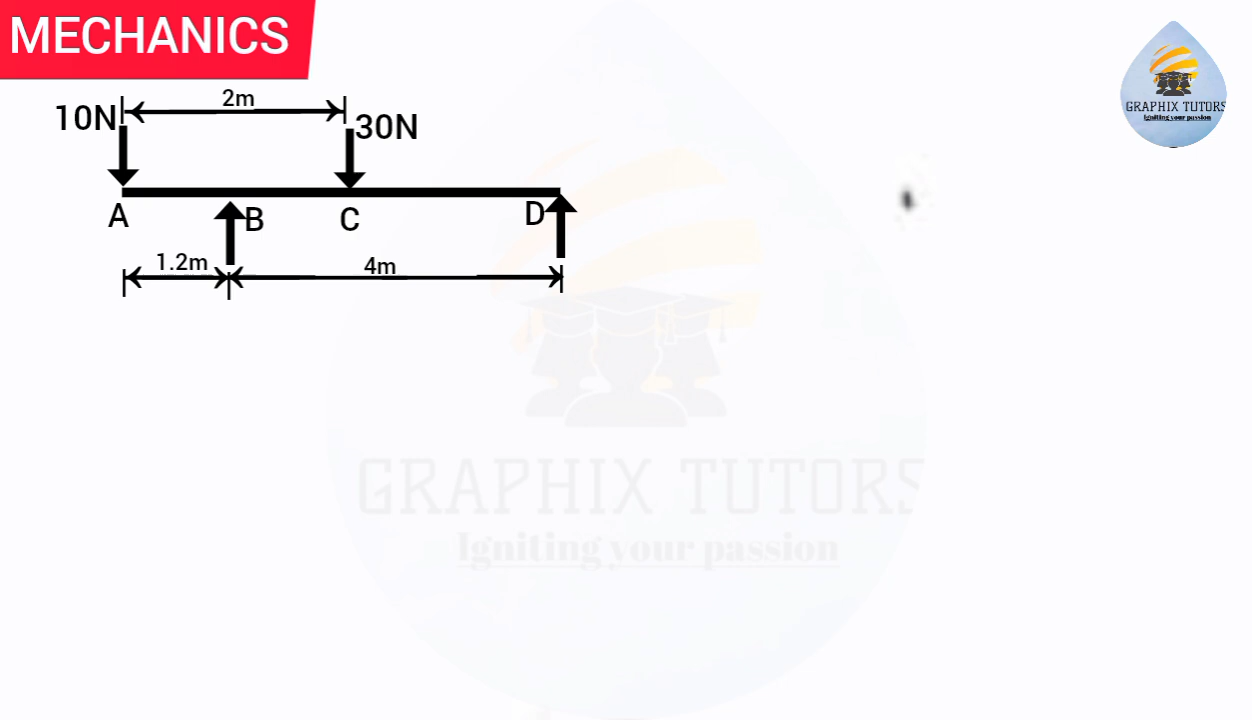 MECHANICS
2m
10N
30N
A
B
C
D
1.2m
4m
GRAPHIX TUTORS
Igniting your passion
GRAPHIX TUTORS
Igniting your passion